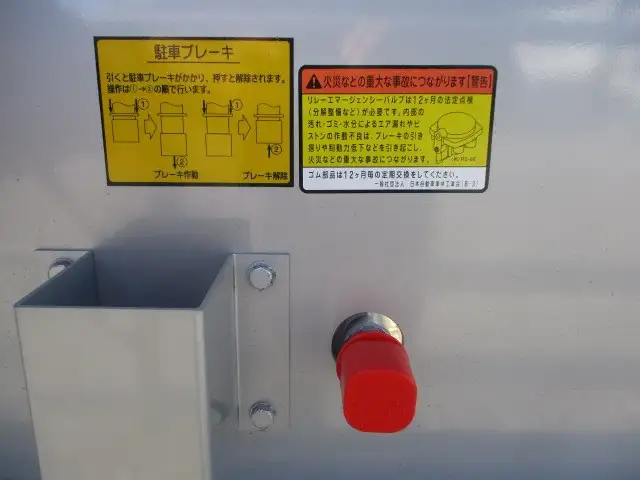 駐車ブレーキ
引くと駐車ブレーキがかかり、押すと解除されます。
操作は①→②の順で行います。
① ①
② ②
ブレーキ作動 ブレーキ解除
火災などの重大な事故につながります【警告】
リレーエマージェンシーバルブは12ヶ月の法定点検
(分解整備など)が必要です。内部の
汚れ・ゴミ・水分によるエア漏れやピ
ストンの作動不良は、ブレーキの引き
摺りや制動力低下などを引き起こし、
火災などの重大な事故につながります。
ゴム部品は12ヶ月毎の定期交換をしてください。
一般社団法人 日本自動車車体工業会